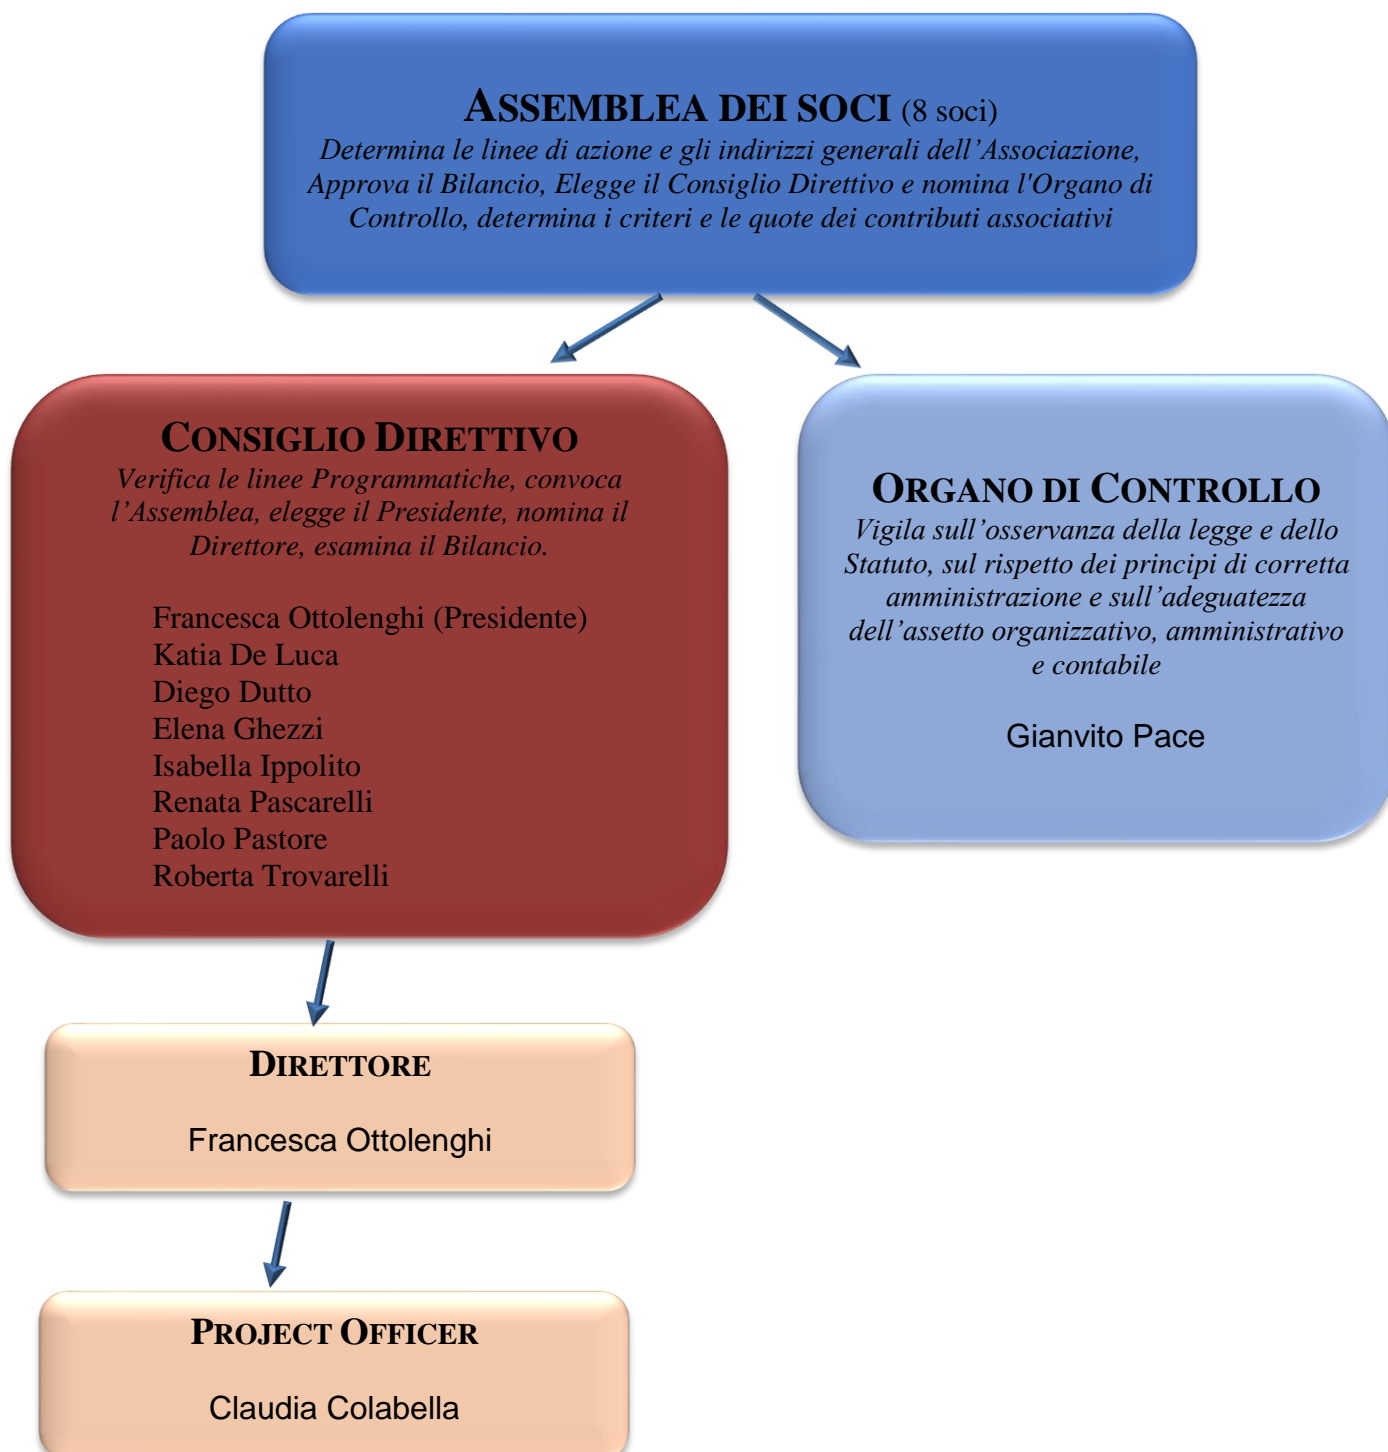 ASSEMBLEA DEI SOCI (8 soci)
Determina le linee di azione e gli indirizzi generali dell’Associazione,
Approva il Bilancio, Elegge il Consiglio Direttivo e nomina l'Organo di
Controllo, determina i criteri e le quote dei contributi associativi
CONSIGLIO DIRETTIVO
Verifica le linee Programmatiche, convoca
l’Assemblea, elegge il Presidente, nomina il
Direttore, esamina il Bilancio.
Francesca Ottolenghi (Presidente)
Katia De Luca
Diego Dutto
Elena Ghezzi
Isabella Ippolito
Renata Pascarelli
Paolo Pastore
Roberta Trovarelli
ORGANO DI CONTROLLO
Vigila sull’osservanza della legge e dello
Statuto, sul rispetto dei principi di corretta
amministrazione e sull’adeguatezza
dell’assetto organizzativo, amministrativo
e contabile
Gianvito Pace
DIRETTORE
Francesca Ottolenghi
PROJECT OFFICER
Claudia Colabella